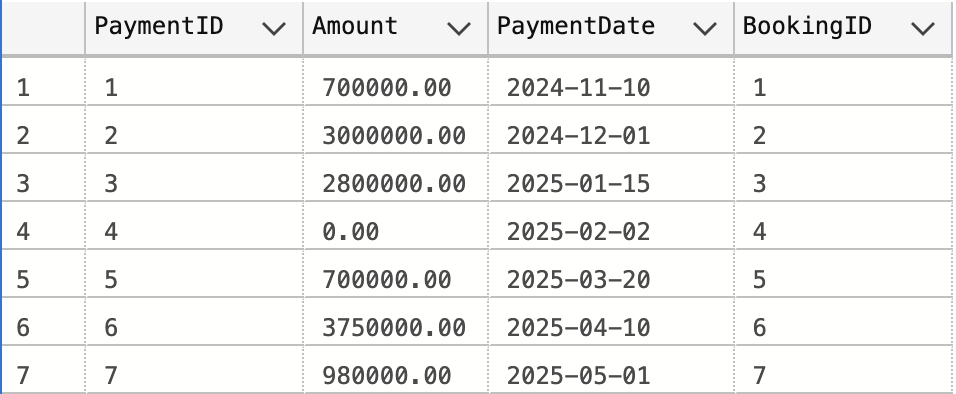 PaymentID Amount PaymentDate BookingID
1 1 700000.00 2024-11-10 1
2 2 3000000.00 2024-12-01 2
3 3 2800000.00 2025-01-15 3
4 4 0.00 2025-02-02 4
5 5 700000.00 2025-03-20 5
6 6 3750000.00 2025-04-10 6
7 7 980000.00 2025-05-01 7